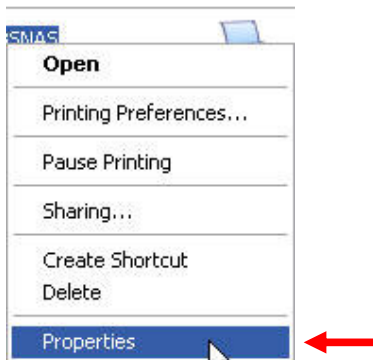 SNAS
Open
Printing Preferences...
Pause Printing
Sharing...
Create Shortcut
Delete
Properties